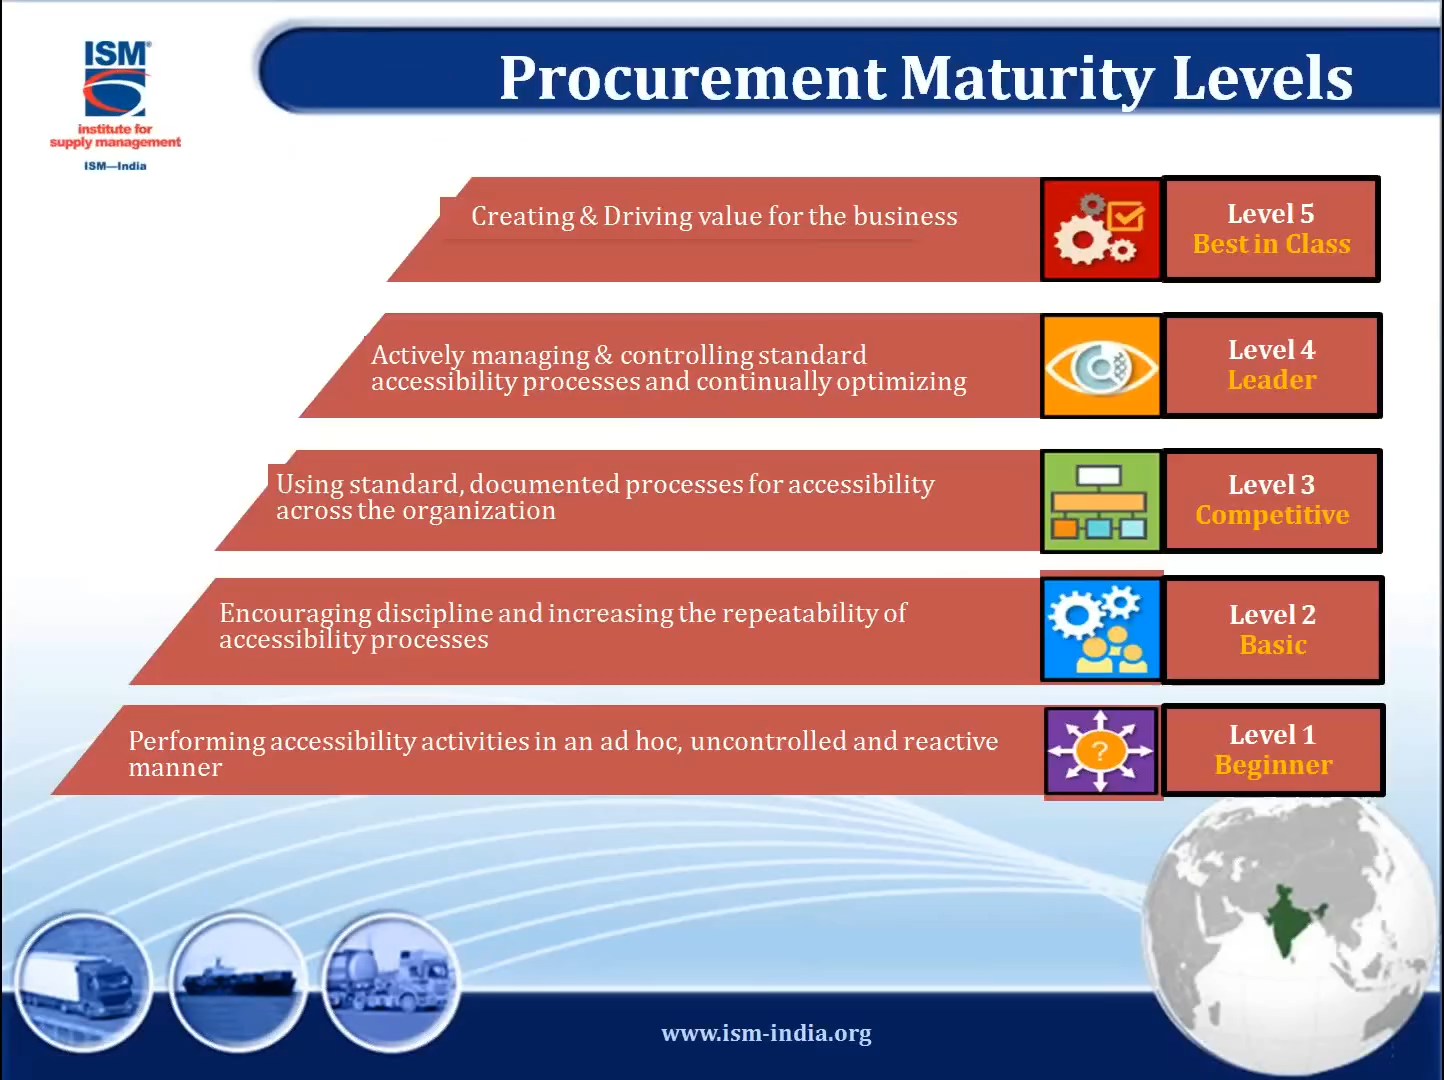 ISM®
institute for
supply management
ISM—India
Procurement Maturity Levels
Creating & Driving value for the business
Level 5
Best in Class
Actively managing & controlling standard
accessibility processes and continually optimizing
Level 4
Leader
Using standard, documented processes for accessibility
across the organization
Level 3
Competitive
Encouraging discipline and increasing the repeatability of
accessibility processes
Level 2
Basic
Performing accessibility activities in an ad hoc, uncontrolled and reactive
manner
?
Level 1
Beginner
www.ism-india.org